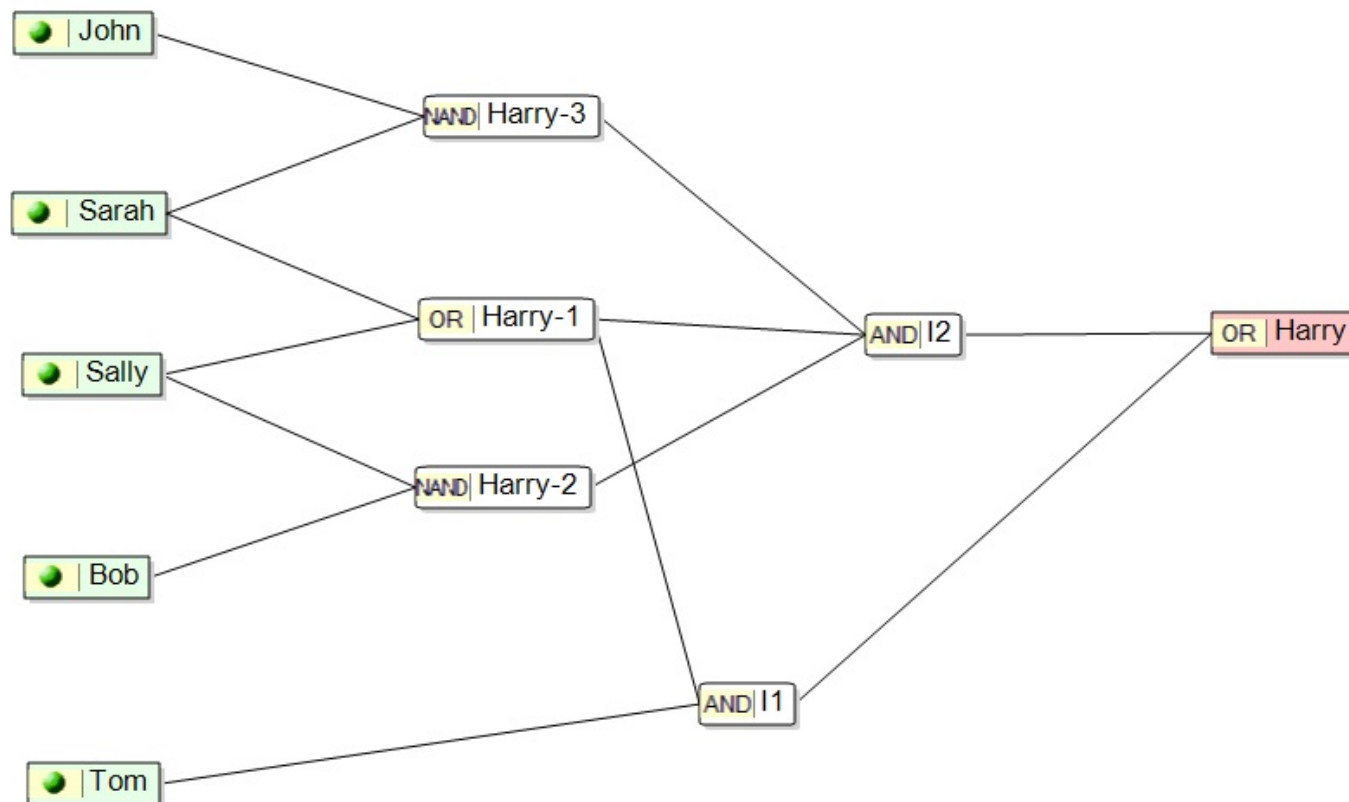 John
NAND Harry-3
Sarah
OR Harry-1
AND I2
OR Harry
Sally
NAND Harry-2
Bob
AND I1
Tom